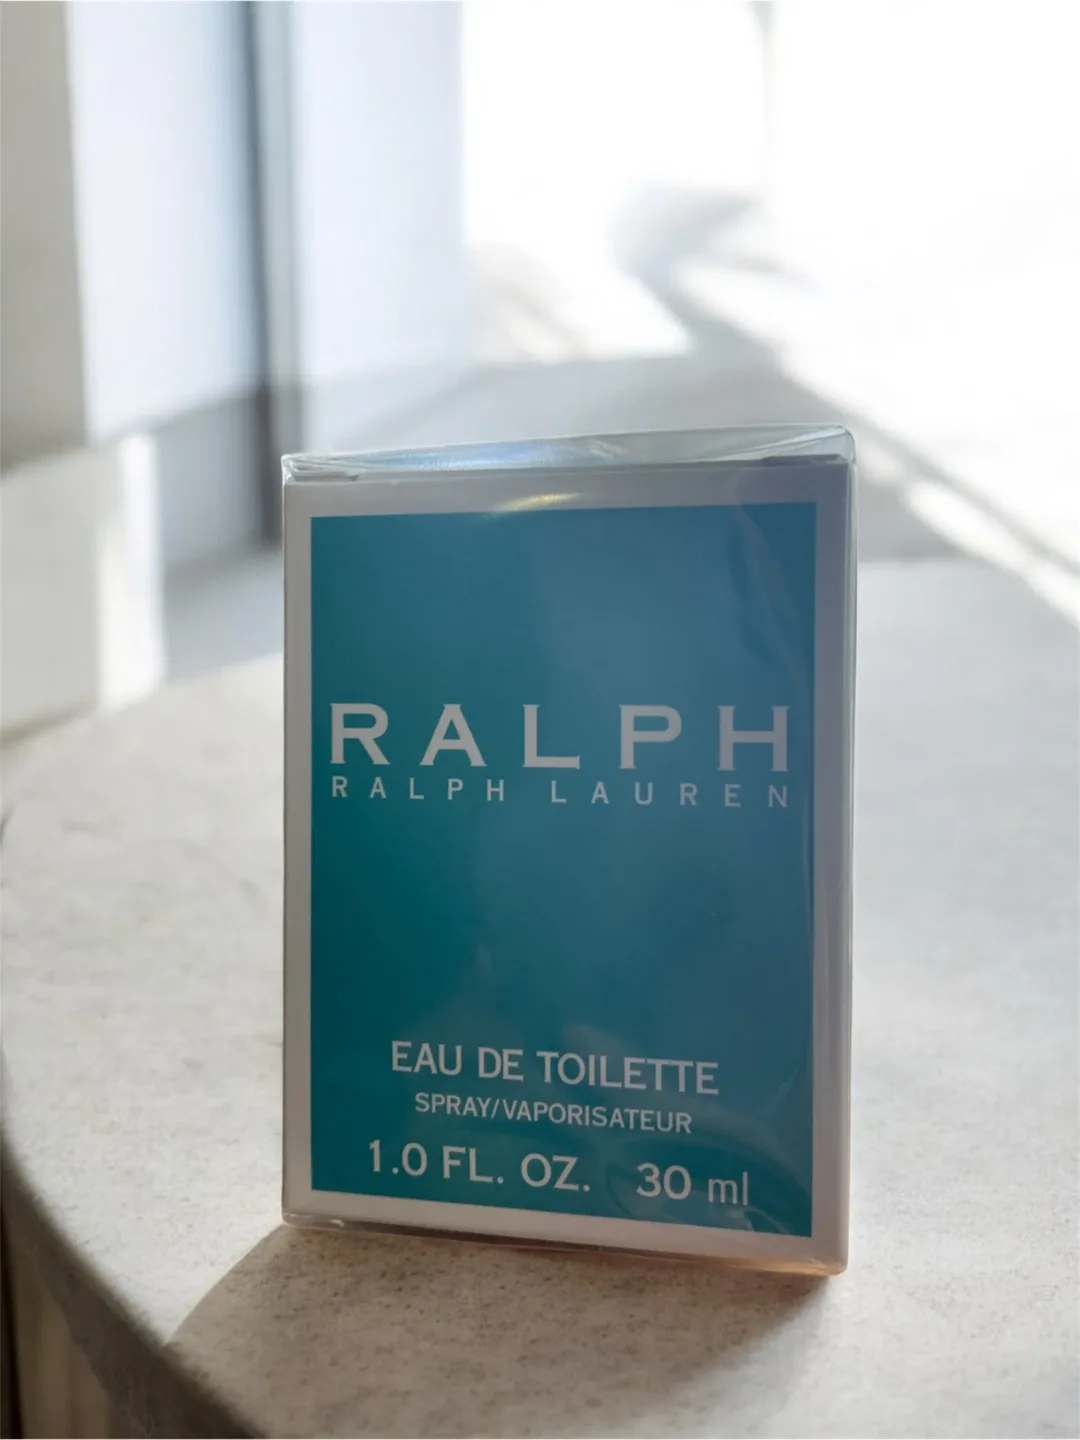 RALPH
RALPH LAUREN
EAU DE TOILETTE
SPRAY/VAPORISATEUR
1.0 FL. OZ. 30 ml